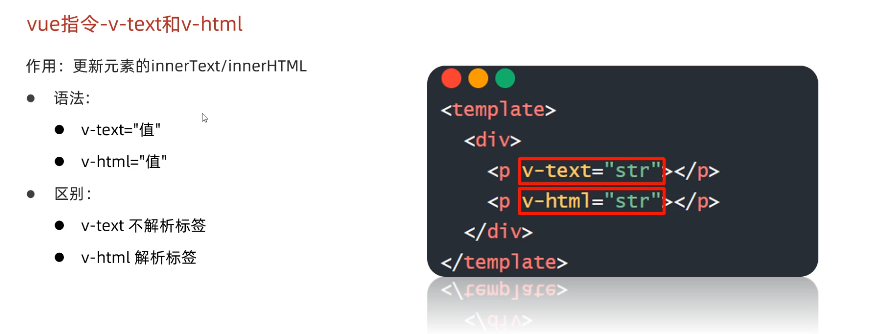 vue指令-v-text和v-html
作用：更新元素的innerText/innerHTML
● 语法：
● v-text="值"
● v-html="值"
● 区别：
● v-text 不解析标签
● v-html 解析标签
<template>
  <div>
    <p v-text="str"></p>
    <p v-html="str"></p>
  </div>
</template>